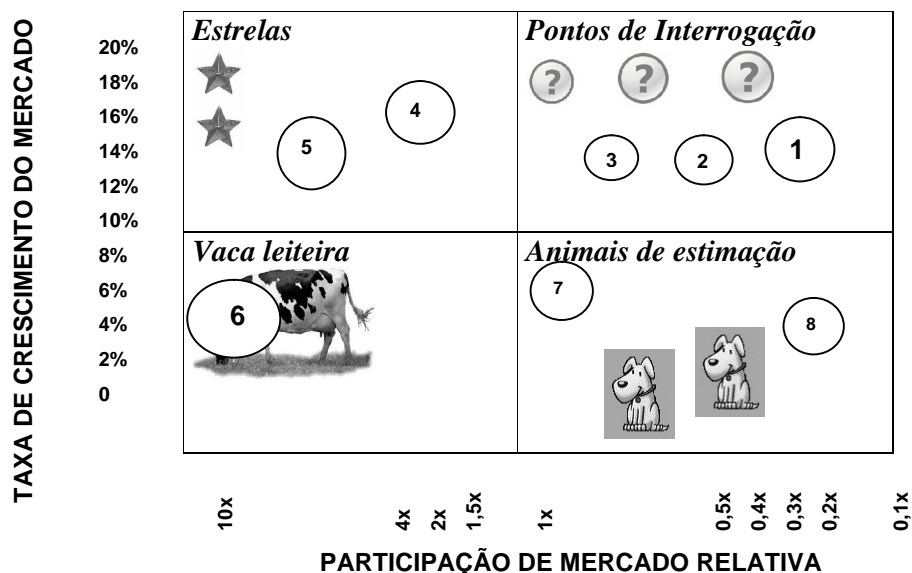 TAXA DE CRESCIMENTO DO MERCADO
20%
18%
16%
14%
12%
10%
8%
6%
4%
2%
0
Estrelas
4
5
Pontos de Interrogação
? ? ?
3 2 1
Vaca leiteira
6
Animais de estimação
7
8
10x 4x 2x 1,5x 1x 0,5x 0,4x 0,3x 0,2x 0,1x
PARTICIPAÇÃO DE MERCADO RELATIVA